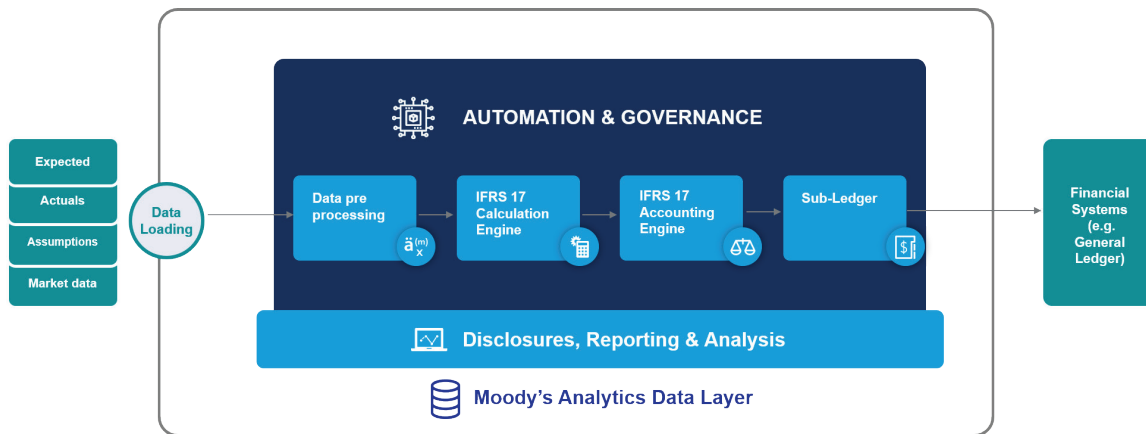 AUTOMATION & GOVERNANCE
Expected
Actuals
Assumptions
Market data
Data
Loading
Data pre
processing
ä(m)
x
IFRS 17
Calculation
Engine
IFRS 17
Accounting
Engine
Sub-Ledger
$
Financial
Systems
(e.g.
General
Ledger)
Disclosures, Reporting & Analysis
Moody's Analytics Data Layer